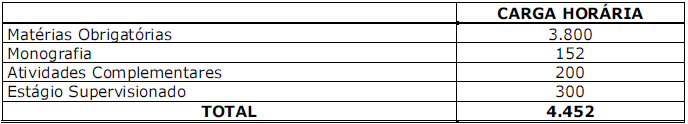 CARGA HORÁRIA
Matérias Obrigatórias 3.800
Monografia 152
Atividades Complementares 200
Estágio Supervisionado 300
TOTAL 4.452